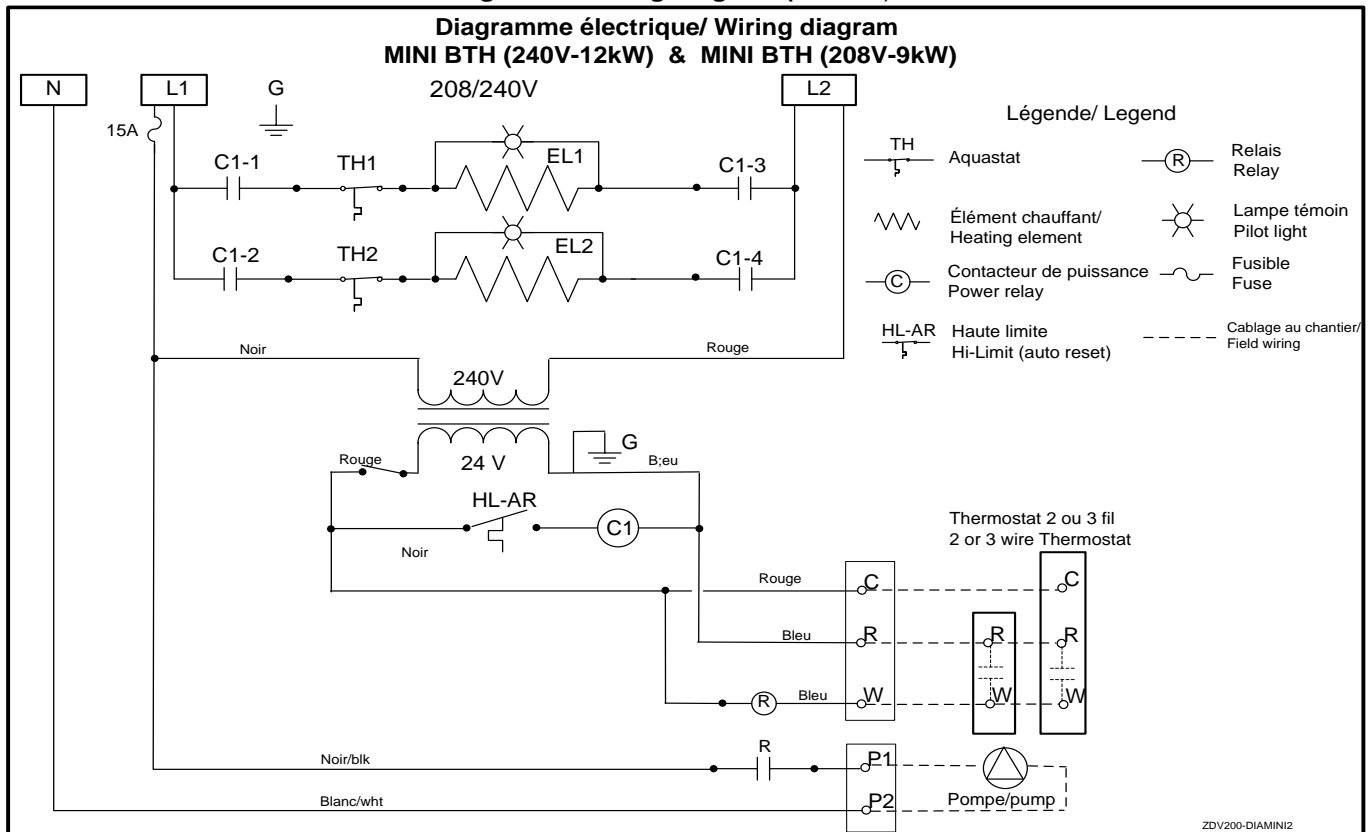 Diagramme électrique/ Wiring diagram
MINI BTH (240V-12kW) & MINI BTH (208V-9kW)
N
L1
G
208/240V
L2
15A
C1-1
TH1
EL1
C1-3
C1-2
TH2
EL2
C1-4
Légende/ Legend
TH
Aquastat
R
Relais
Relay
Élément chauffant/
Heating element
Lampe témoin
Pilot light
C
Contacteur de puissance
Power relay
Fusible
Fuse
HL-AR
Haute limite
Hi-Limit (auto reset)
Cablage au chantier/
Field wiring
Noir
Rouge
240V
24 V
Rouge
G
B;eu
HL-AR
C1
Noir
Thermostat 2 ou 3 fil
2 or 3 wire Thermostat
Rouge
C
C
Bleu
R
R
R
R
Bleu
W
W
W
Noir/blk
R
P1
Blanc/wht
P2
Pompe/pump
ZDV200-DIAMINI2